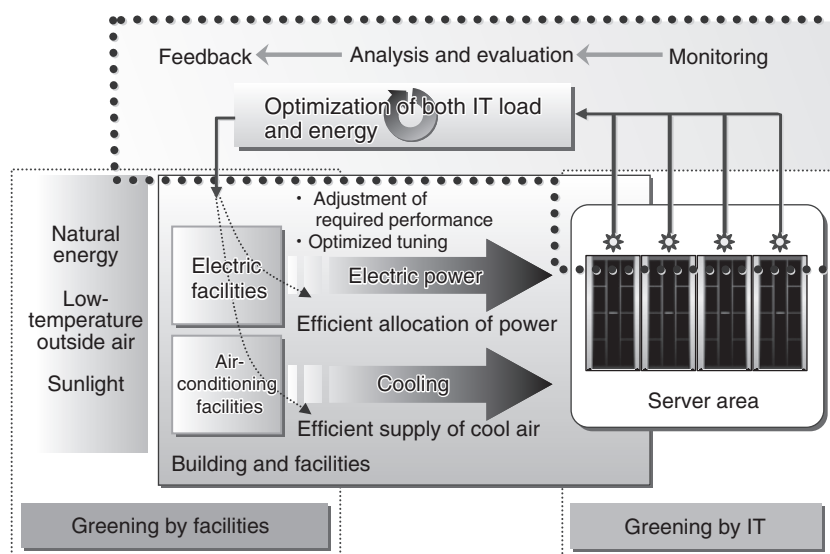 Feedback
Analysis and evaluation
Monitoring
Optimization of both IT load
and energy
・ Adjustment of
required performance
・ Optimized tuning
Natural
energy
Low-
temperature
outside air
Sunlight
Electric
facilities
Electric power
Efficient allocation of power
Air-
conditioning
facilities
Cooling
Efficient supply of cool air
Building and facilities
Server area
Greening by facilities
Greening by IT